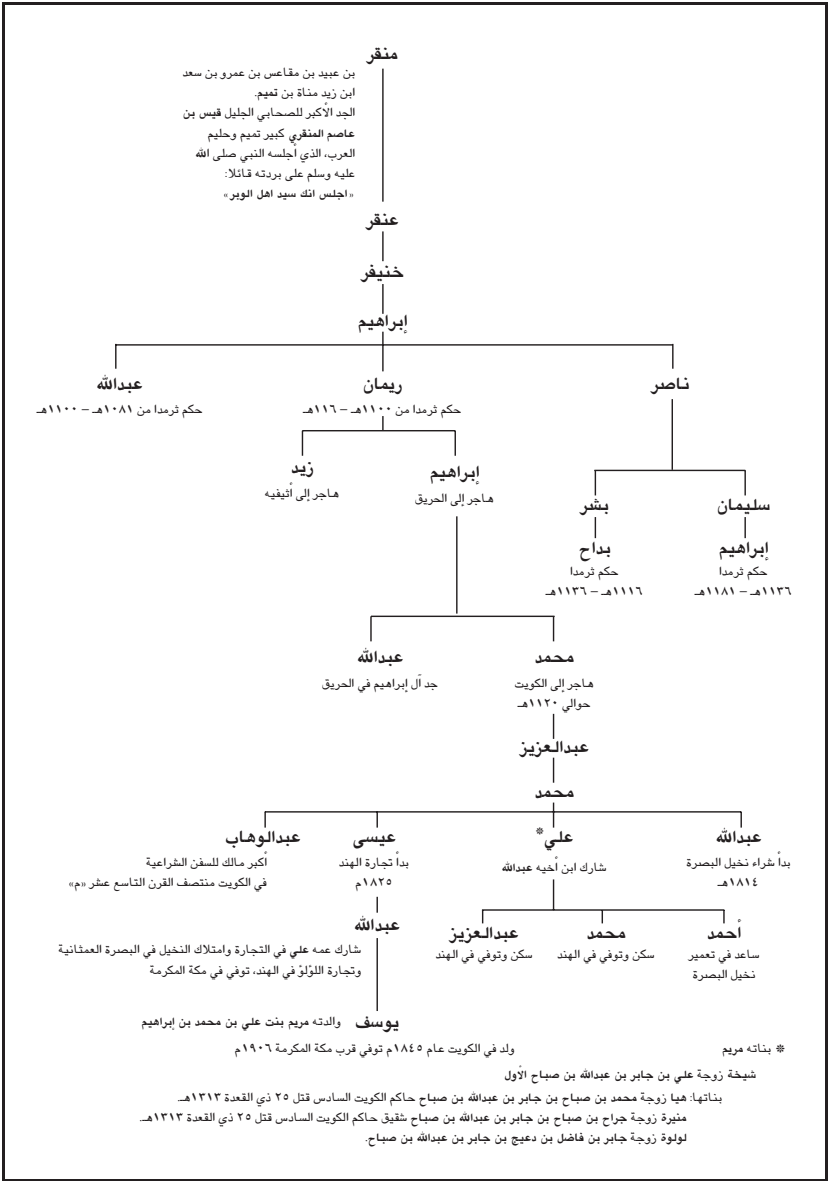 منقر
بن عبيد بن مقاعس بن عمرو بن سعد
ابن زيد مناة بن تميم.
الجد الأكبر للصحابي الجليل قيس بن
عاصم المنقري كبير تميم وحليم
العرب، الذي أجلسه النبي صلى الله
عليه وسلم على بردته قائلا:
«اجلس انك سيد اهل الوبر»
عنقر
خنيفر
إبراهيم
ناصر
ريمان
حكم ثرمدا من ١١٠٠هـ – ١١٦هـ
عبدالله
حكم ثرمدا من ١٠٨١هـ – ١١٠٠هـ
إبراهيم
هاجر إلى الحريق
زيد
هاجر إلى أثيفيه
سليمان
بشر
إبراهيم
حكم ثرمدا
١١٣٦هـ – ١١٨١هـ
بداح
حكم ثرمدا
١١١٦هـ – ١١٣٦هـ
محمد
هاجر إلى الكويت
حوالي ١١٢٠هـ
عبدالله
جد آل إبراهيم في الحريق
عبدالعزيز
محمد
عبدالله
بدأ شراء نخيل البصرة
١٨١٤هـ
علي*
شارك ابن أخيه عبدالله
عيسى
بدأ تجارة الهند
١٨٢٥م
عبدالوهاب
أكبر مالك للسفن الشراعية
في الكويت منتصف القرن التاسع عشر «م»
أحمد
ساعد في تعمير
نخيل البصرة
محمد
سكن وتوفي في الهند
عبدالعزيز
سكن وتوفي في الهند
عبدالله
شارك عمه علي في التجارة وامتلاك النخيل في البصرة العمثانية
وتجارة اللؤلؤ في الهند، توفي في مكة المكرمة
يوسف والدته مريم بنت علي بن محمد بن إبراهيم
* بناته مريم ولد في الكويت عام ١٨٤٥م توفي قرب مكة المكرمة ١٩٠٦م
شيخة زوجة علي بن جابر بن عبدالله بن صباح الأول
بناتها: هيا زوجة محمد بن صباح بن جابر بن عبدالله بن صباح حاكم الكويت السادس قتل ٢٥ ذي القعدة ١٣١٣هـ.
منيرة زوجة جراح بن صباح بن جابر بن عبدالله بن صباح شقيق حاكم الكويت السادس قتل ٢٥ ذي القعدة ١٣١٣هـ.
لولوة زوجة جابر بن فاضل بن دعيج بن جابر بن عبدالله بن صباح.